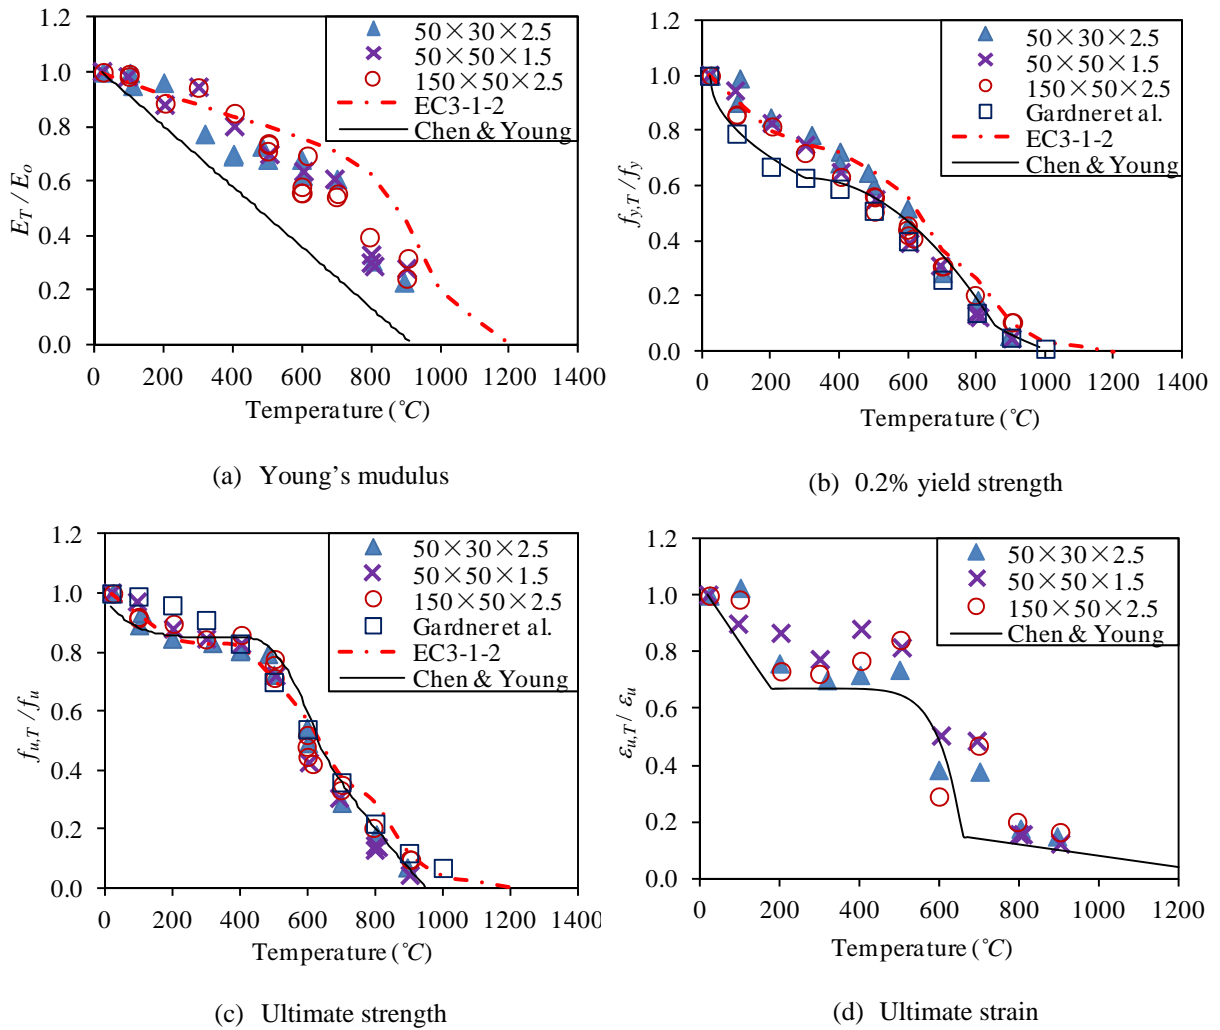 1.2
1.0
0.8
0.6
0.4
0.2
0.0
E_T / E_o
50×30×2.5
50×50×1.5
150×50×2.5
EC3-1-2
Chen & Young
0 200 400 600 800 1000 1200 1400
Temperature (°C)
(a) Young's mudulus
1.2
1.0
0.8
0.6
0.4
0.2
0.0
f_{y,T} / f_y
50×30×2.5
50×50×1.5
150×50×2.5
Gardner et al.
EC3-1-2
Chen & Young
0 200 400 600 800 1000 1200 1400
Temperature (°C)
(b) 0.2% yield strength
1.2
1.0
0.8
0.6
0.4
0.2
0.0
f_{u,T} / f_u
50×30×2.5
50×50×1.5
150×50×2.5
Gardner et al.
EC3-1-2
Chen & Young
0 200 400 600 800 1000 1200 1400
Temperature (°C)
(c) Ultimate strength
1.2
1.0
0.8
0.6
0.4
0.2
0.0
ε_{u,T} / ε_u
50×30×2.5
50×50×1.5
150×50×2.5
Chen & Young
0 200 400 600 800 1000 1200
Temperature (°C)
(d) Ultimate strain